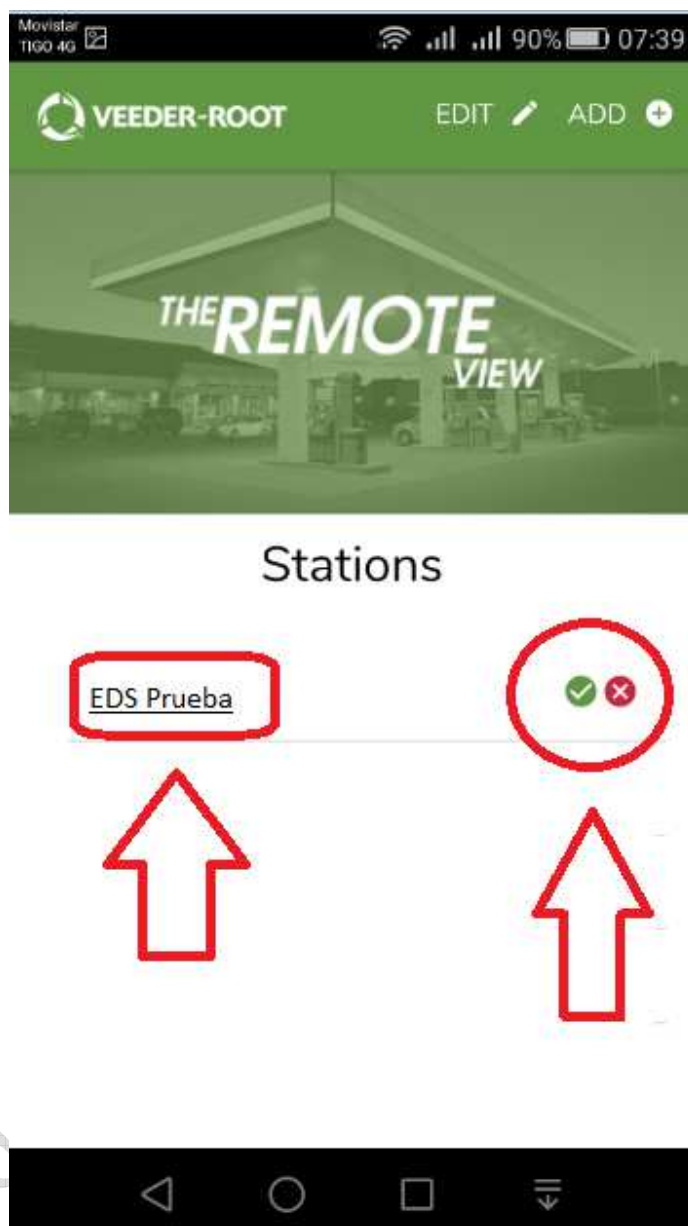 Movistar
TIGO 4G 90% 07:39
VEEDER-ROOT EDIT ADD
THE REMOTE
VIEW
Stations
EDS Prueba